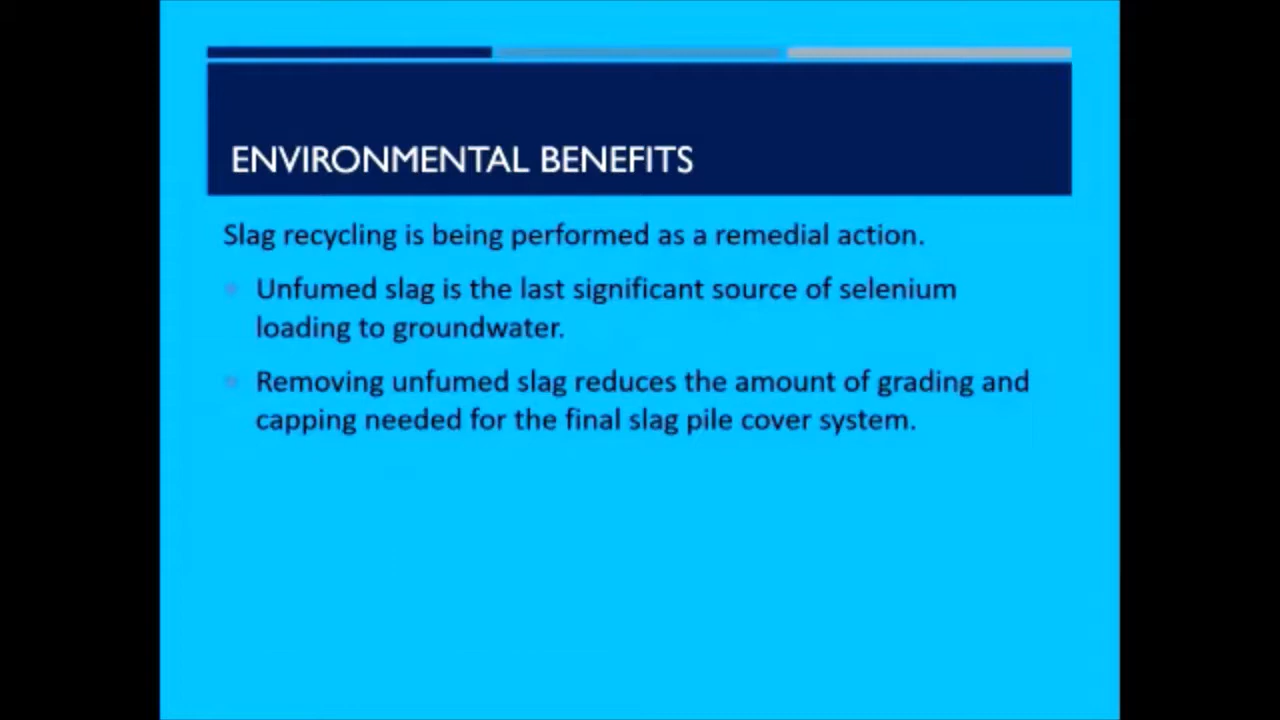 ENVIRONMENTAL BENEFITS
Slag recycling is being performed as a remedial action.
Unfumed slag is the last significant source of selenium
loading to groundwater.
Removing unfumed slag reduces the amount of grading and
capping needed for the final slag pile cover system.